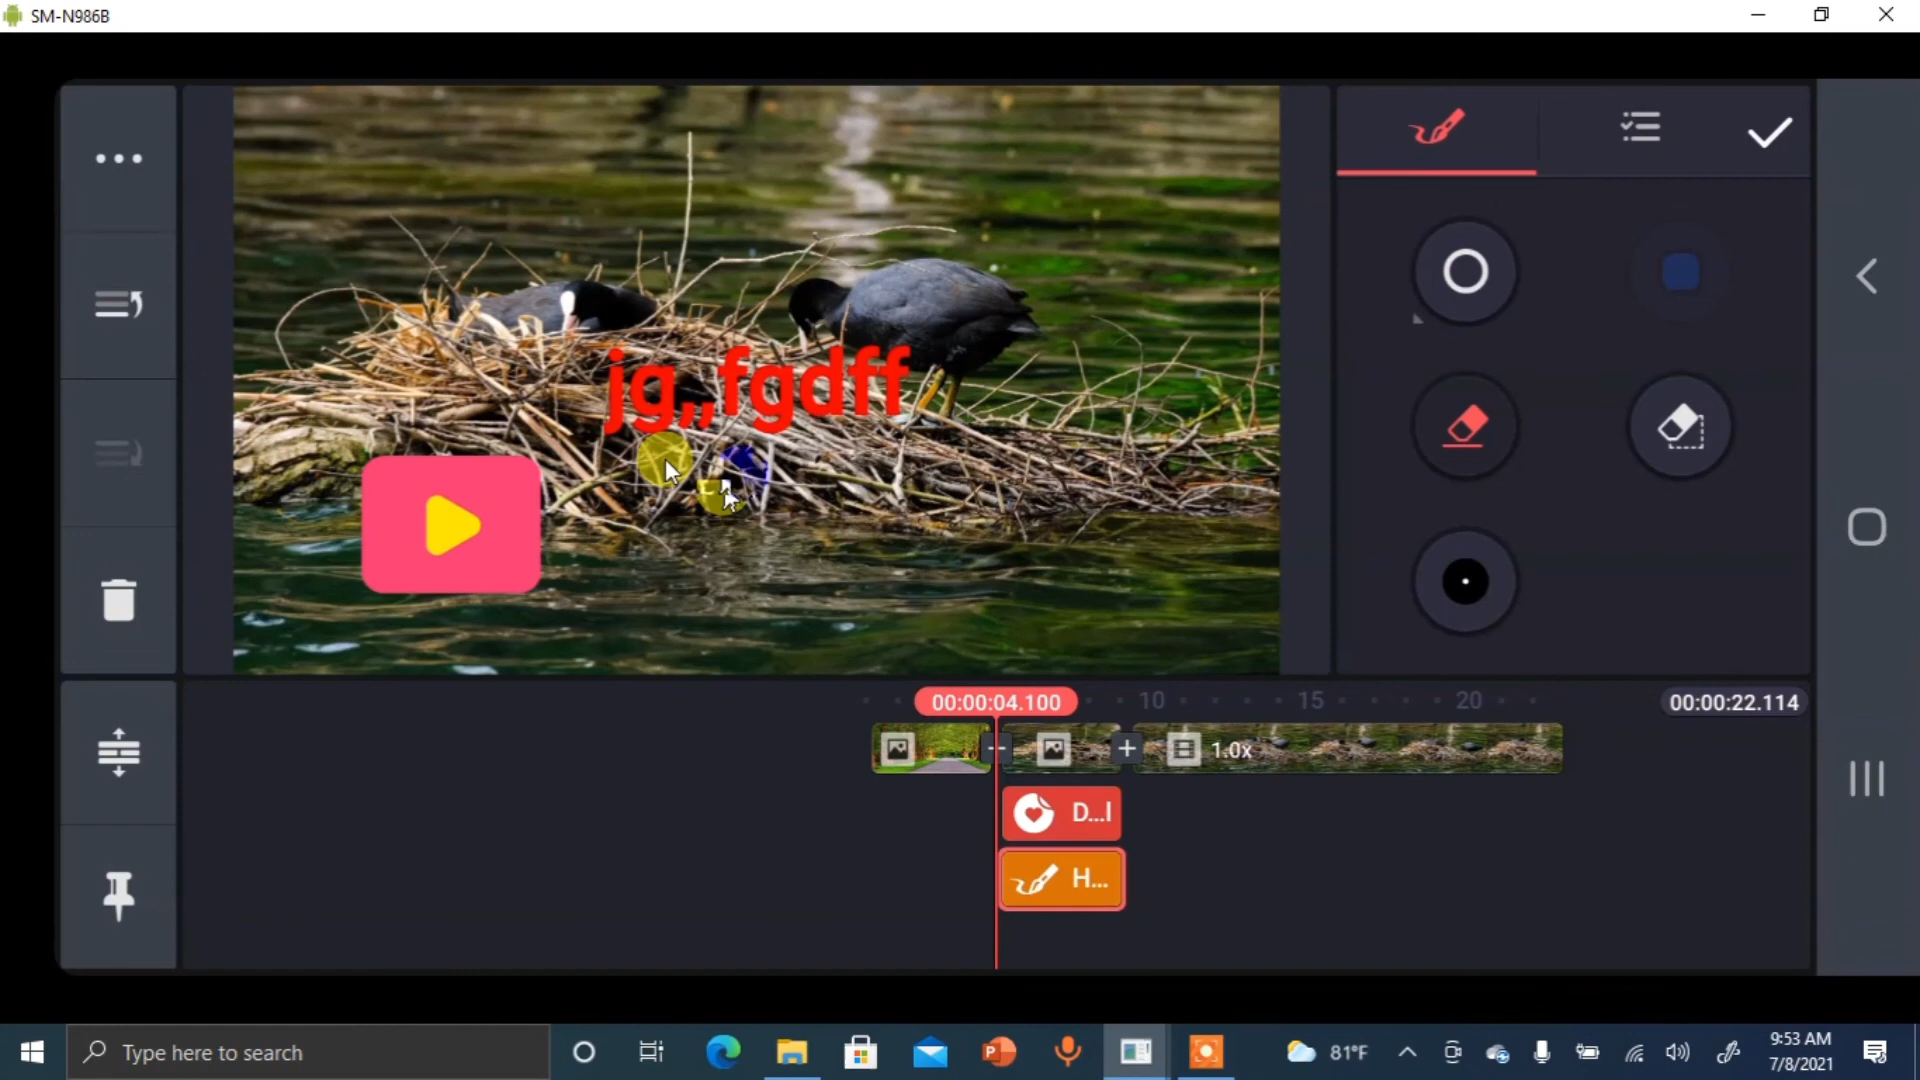 SM-N986B
jg,,fgdff
00:00:04.100
10
15
20
00:00:22.114
1.0x
D...l
H...
Type here to search
81°F
9:53 AM
7/8/2021